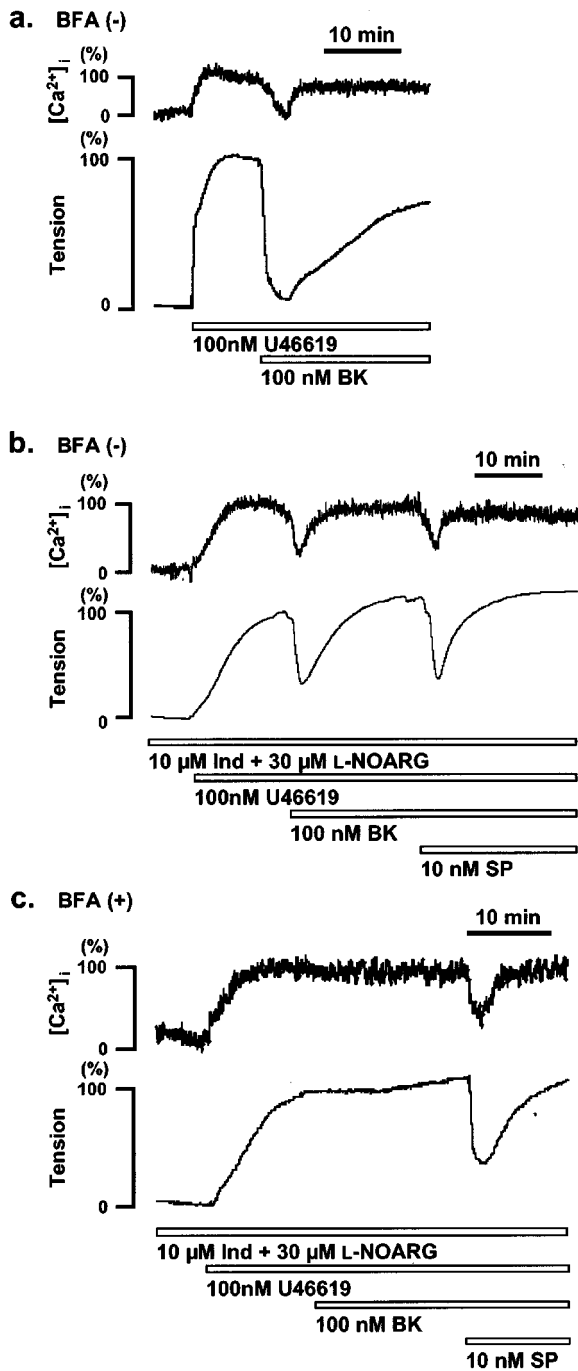 a. BFA (-)
10 min
(%)
100
0
[Ca²⁺]i
(%)
100
0
Tension
100nM U46619
100 nM BK
b. BFA (-)
10 min
(%)
100
0
[Ca²⁺]i
(%)
100
0
Tension
10 µM Ind + 30 µM L-NOARG
100nM U46619
100 nM BK
10 nM SP
c. BFA (+)
10 min
(%)
100
0
[Ca²⁺]i
(%)
100
0
Tension
10 µM Ind + 30 µM L-NOARG
100nM U46619
100 nM BK
10 nM SP